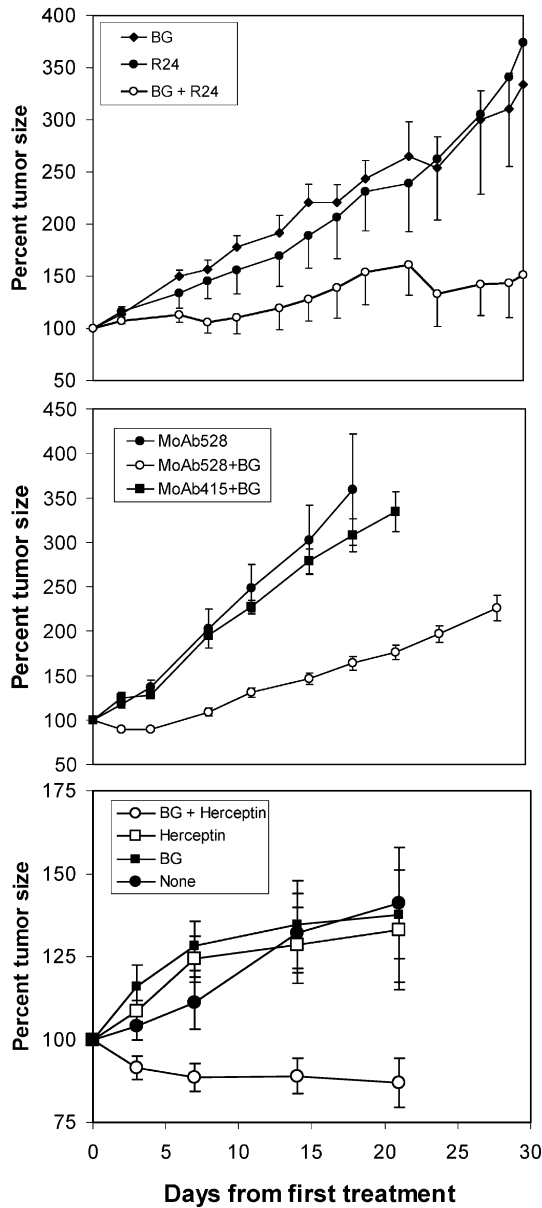 400
350
300
250
200
150
100
50
Percent tumor size
BG
R24
BG + R24
450
400
350
300
250
200
150
100
50
Percent tumor size
MoAb528
MoAb528+BG
MoAb415+BG
175
150
125
100
75
Percent tumor size
BG + Herceptin
Herceptin
BG
None
0 5 10 15 20 25 30
Days from first treatment